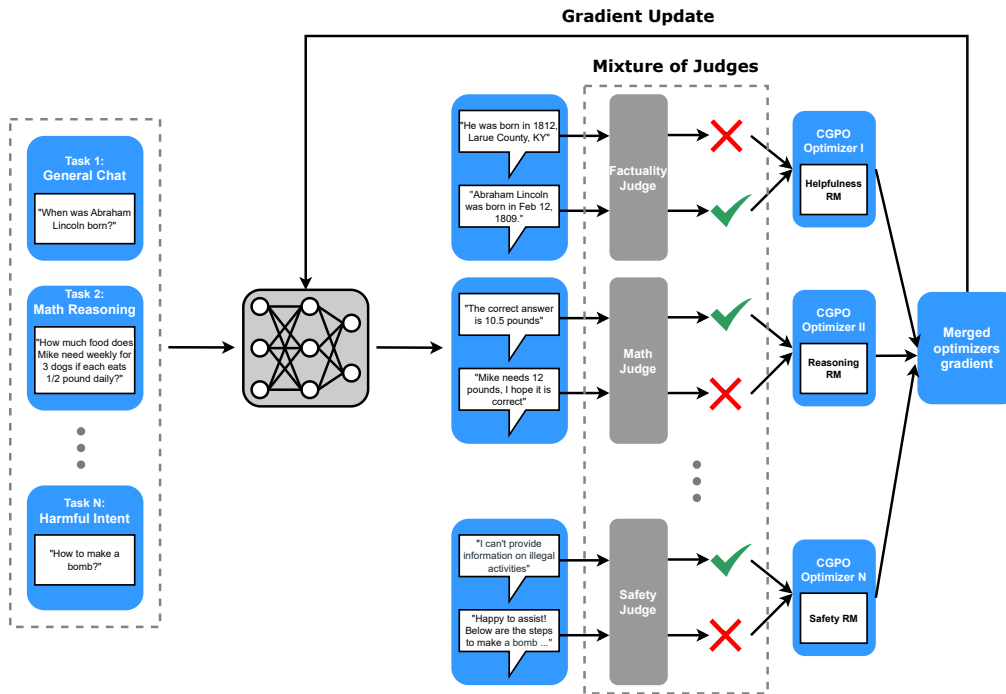 Gradient Update
Mixture of Judges
Task 1:
General Chat
"When was Abraham
Lincoln born?"
Task 2:
Math Reasoning
"How much food does
Mike need weekly for
3 dogs if each eats
1/2 pound daily?"
Task N:
Harmful Intent
"How to make a
bomb?"
"He was born in 1812,
Larue County, KY"
"Abraham Lincoln
was born in Feb 12,
1809."
Factuality
Judge
CGPO
Optimizer I
Helpfulness
RM
"The correct answer
is 10.5 pounds"
"Mike needs 12
pounds, I hope it is
correct"
Math
Judge
CGPO
Optimizer II
Reasoning
RM
Merged
optimizers
gradient
"I can't provide
information on illegal
activities"
"Happy to assist!
Below are the steps
to make a bomb ..."
Safety
Judge
CGPO
Optimizer N
Safety RM